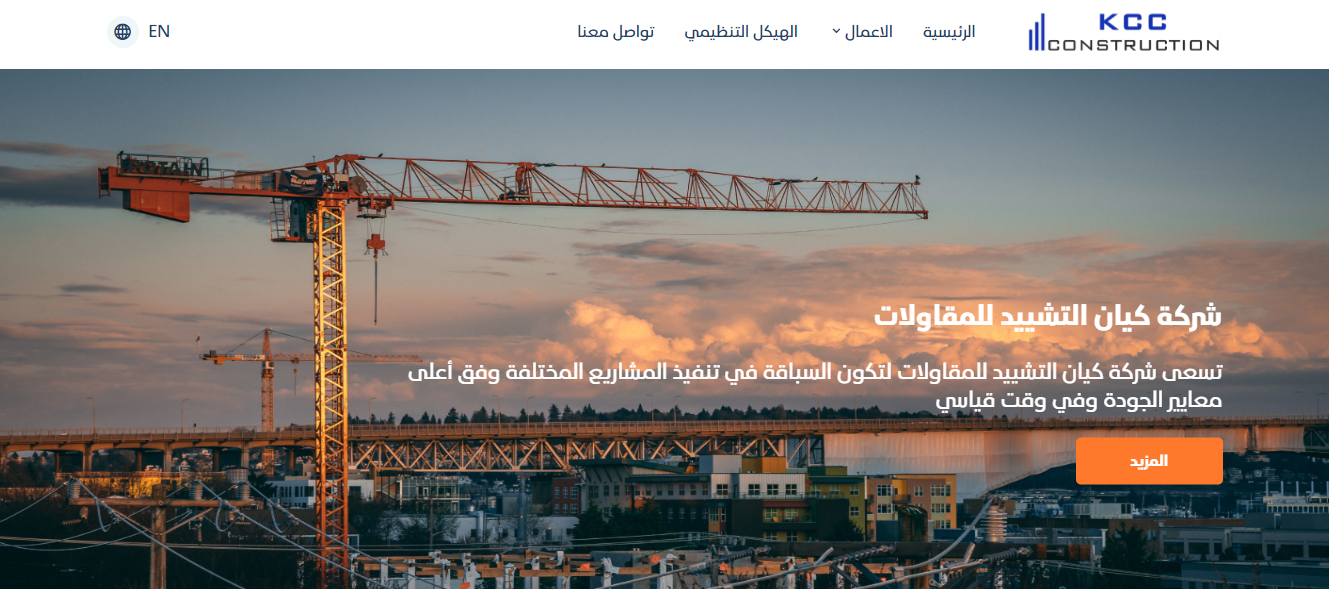 KCC
CONSTRUCTION
الرئيسية
الاعمال
الهيكل التنظيمي
تواصل معنا
EN
شركة كيان التشييد للمقاولات
تسعى شركة كيان التشييد للمقاولات لتكون السباقة في تنفيذ المشاريع المختلفة وفق أعلى
معايير الجودة وفي وقت قياسي
المزيد